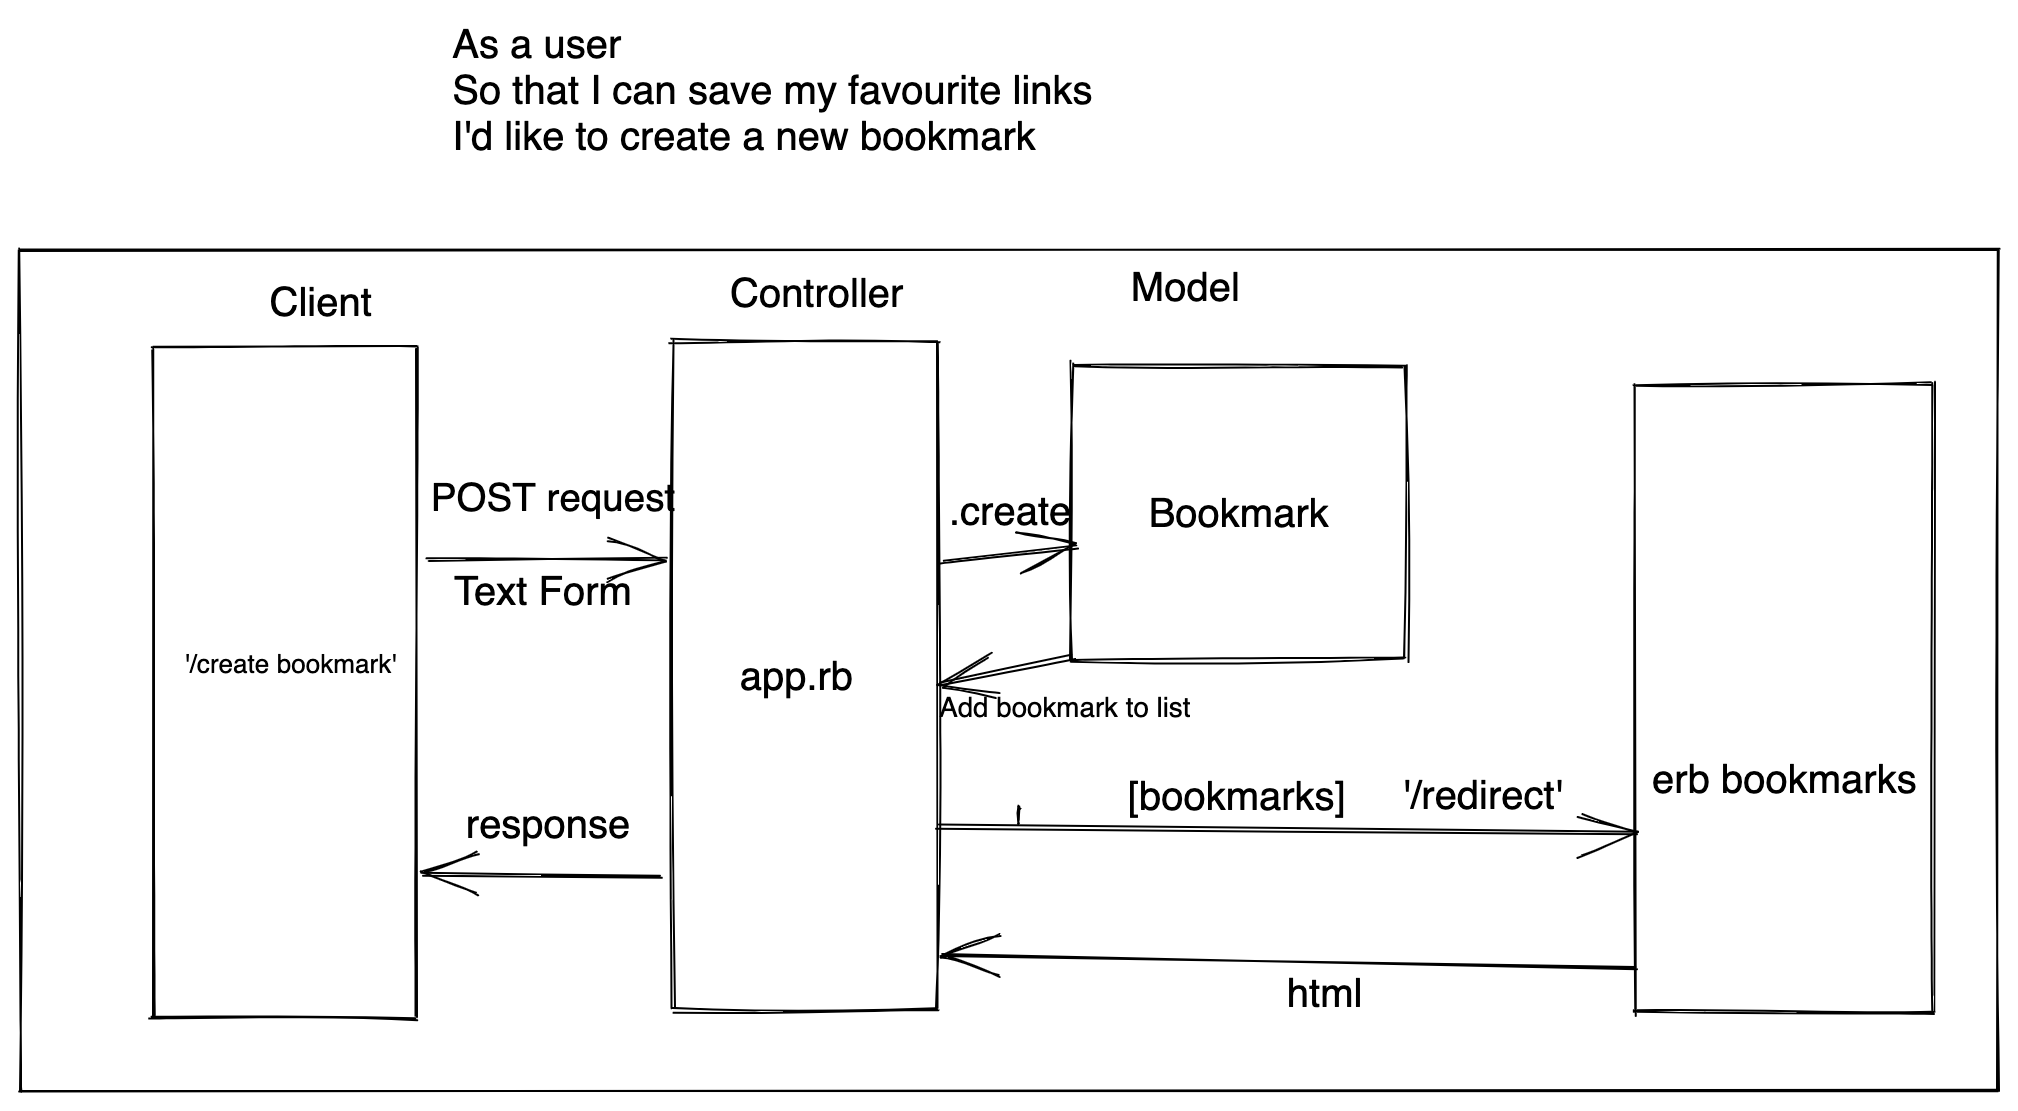 As a user
So that I can save my favourite links
I'd like to create a new bookmark
Client
Controller
Model
POST request
Text Form
.create
Bookmark
'/create bookmark'
app.rb
Add bookmark to list
[bookmarks]
'/redirect'
erb bookmarks
response
html